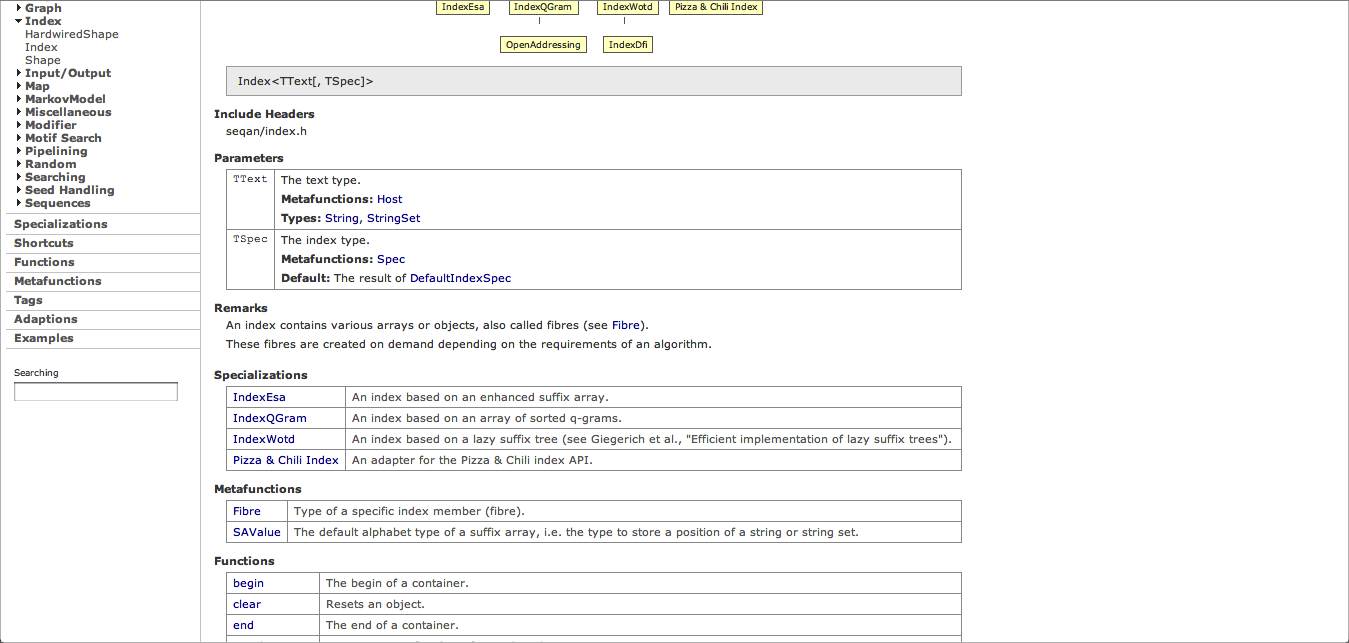 Graph
Index
HardwiredShape
Index
Shape
Input/Output
Map
MarkovModel
Miscellaneous
Modifier
Motif Search
Pipelining
Random
Searching
Seed Handling
Sequences
Specializations
Shortcuts
Functions
Metafunctions
Tags
Adaptions
Examples
Searching
IndexEsa IndexQGram IndexWotd Pizza & Chili Index
OpenAddressing IndexDfi
Index<TText[, TSpec]>
Include Headers
seqan/index.h
Parameters
TText The text type.
Metafunctions: Host
Types: String, StringSet
TSpec The index type.
Metafunctions: Spec
Default: The result of DefaultIndexSpec
Remarks
An index contains various arrays or objects, also called fibres (see Fibre).
These fibres are created on demand depending on the requirements of an algorithm.
Specializations
IndexEsa An index based on an enhanced suffix array.
IndexQGram An index based on an array of sorted q-grams.
IndexWotd An index based on a lazy suffix tree (see Giegerich et al., "Efficient implementation of lazy suffix trees").
Pizza & Chili Index An adapter for the Pizza & Chili index API.
Metafunctions
Fibre Type of a specific index member (fibre).
SAValue The default alphabet type of a suffix array, i.e. the type to store a position of a string or string set.
Functions
begin The begin of a container.
clear Resets an object.
end The end of a container.